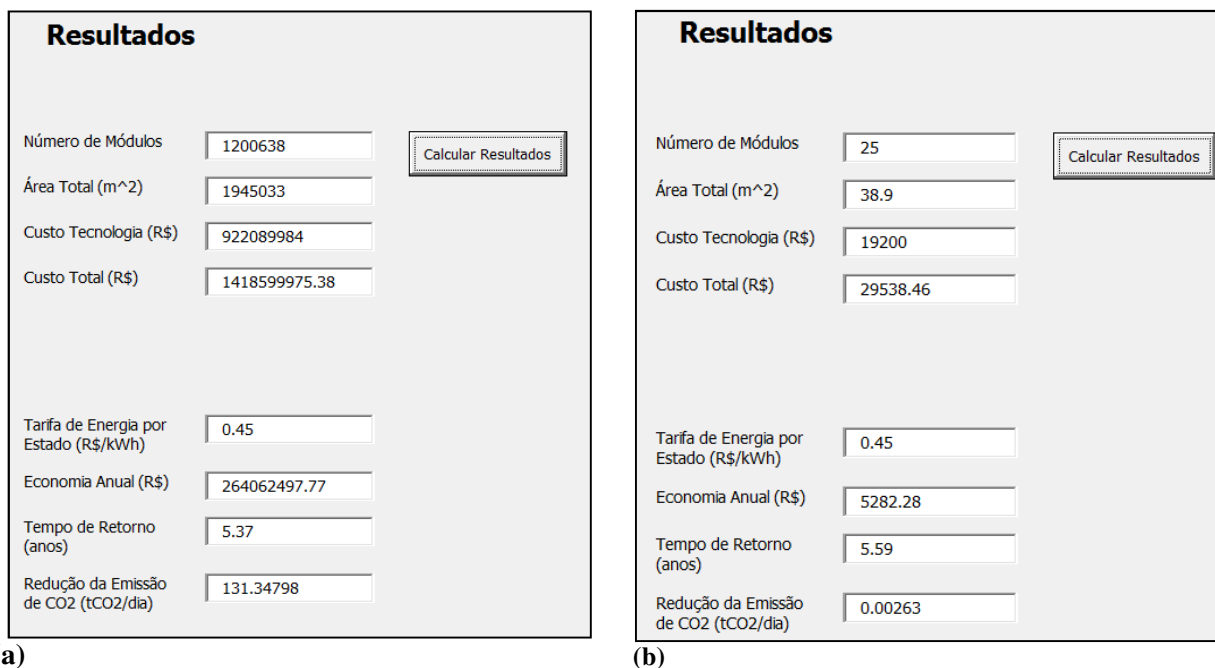 Resultados
Número de Módulos
1200638
Calcular Resultados
Área Total (m^2)
1945033
Custo Tecnologia (R$)
922089984
Custo Total (R$)
1418599975.38
Tarifa de Energia por
Estado (R$/kWh)
0.45
Economia Anual (R$)
264062497.77
Tempo de Retorno
(anos)
5.37
Redução da Emissão
de CO2 (tCO2/dia)
131.34798
a)
Resultados
Número de Módulos
25
Calcular Resultados
Área Total (m^2)
38.9
Custo Tecnologia (R$)
19200
Custo Total (R$)
29538.46
Tarifa de Energia por
Estado (R$/kWh)
0.45
Economia Anual (R$)
5282.28
Tempo de Retorno
(anos)
5.59
Redução da Emissão
de CO2 (tCO2/dia)
0.00263
(b)